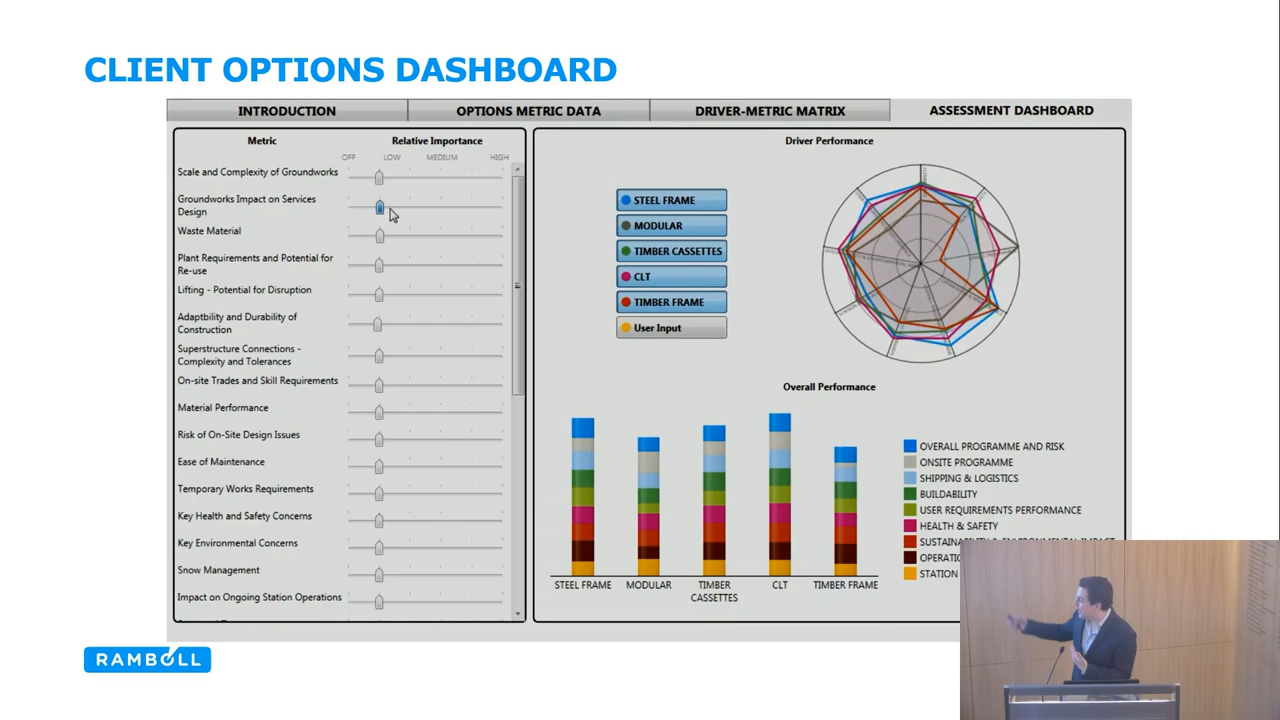 CLIENT OPTIONS DASHBOARD
INTRODUCTION
OPTIONS METRIC DATA
DRIVER-METRIC MATRIX
ASSESSMENT DASHBOARD
Metric
Relative Importance
OFF
LOW
MEDIUM
HIGH
Scale and Complexity of Groundworks
Groundworks Impact on Services
Design
Waste Material
Plant Requirements and Potential for
Re-use
Lifting - Potential for Disruption
Adaptbility and Durability of
Construction
Superstructure Connections -
Complexity and Tolerances
On-site Trades and Skill Requirements
Material Performance
Risk of On-Site Design Issues
Ease of Maintenance
Temporary Works Requirements
Key Health and Safety Concerns
Key Environmental Concerns
Snow Management
Impact on Ongoing Station Operations
Driver Performance
STEEL FRAME
MODULAR
TIMBER CASSETTES
CLT
TIMBER FRAME
User Input
Overall Performance
STEEL FRAME
MODULAR
TIMBER
CASSETTES
CLT
TIMBER FRAME
OVERALL PROGRAMME AND RISK
ONSITE PROGRAMME
SHIPPING & LOGISTICS
BUILDABILITY
USER REQUIREMENTS PERFORMANCE
HEALTH & SAFETY
SUSTAINABILITY & ENVIRONMENTAL IMPACT
STATION
RAMBOLL